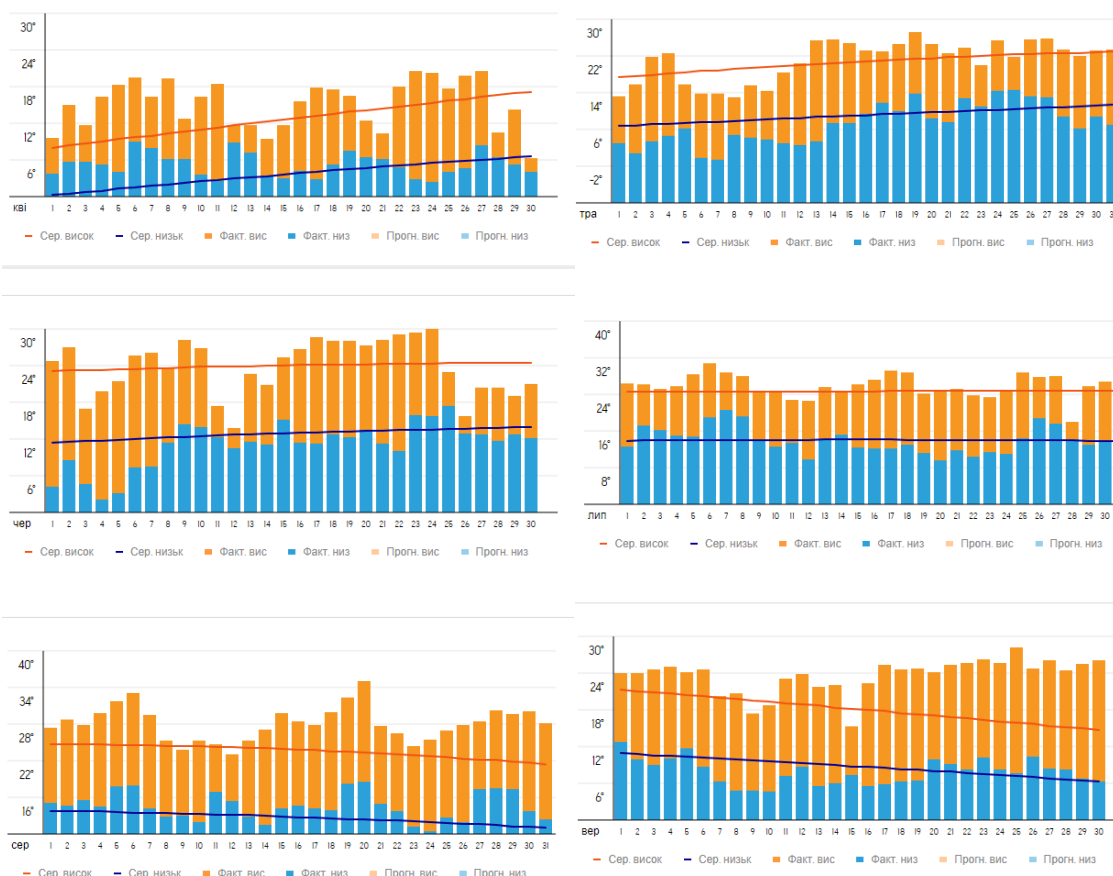 30°
24°
18°
12°
6°
кві 1 2 3 4 5 6 7 8 9 10 11 12 13 14 15 16 17 18 19 20 21 22 23 24 25 26 27 28 29 30
Сер. висок Сер. низьк Факт. вис Факт. низ Прогн. вис Прогн. низ
30°
22°
14°
6°
-2°
тра 1 2 3 4 5 6 7 8 9 10 11 12 13 14 15 16 17 18 19 20 21 22 23 24 25 26 27 28 29 30
Сер. висок Сер. низьк Факт. вис Факт. низ Прогн. вис Прогн. низ
30°
24°
18°
12°
6°
чер 1 2 3 4 5 6 7 8 9 10 11 12 13 14 15 16 17 18 19 20 21 22 23 24 25 26 27 28 29 30
Сер. висок Сер. низьк Факт. вис Факт. низ Прогн. вис Прогн. низ
40°
32°
24°
16°
8°
лип 1 2 3 4 5 6 7 8 9 10 11 12 13 14 15 16 17 18 19 20 21 22 23 24 25 26 27 28 29 30
Сер. висок Сер. низьк Факт. вис Факт. низ Прогн. вис Прогн. низ
40°
34°
28°
22°
16°
сер 1 2 3 4 5 6 7 8 9 10 11 12 13 14 15 16 17 18 19 20 21 22 23 24 25 26 27 28 29 30 31
Сер. висок Сер. низьк Факт. вис Факт. низ Прогн. вис Прогн. низ
30°
24°
18°
12°
6°
вер 1 2 3 4 5 6 7 8 9 10 11 12 13 14 15 16 17 18 19 20 21 22 23 24 25 26 27 28 29 30
Сер. висок Сер. низьк Факт. вис Факт. низ Прогн. вис Прогн. низ